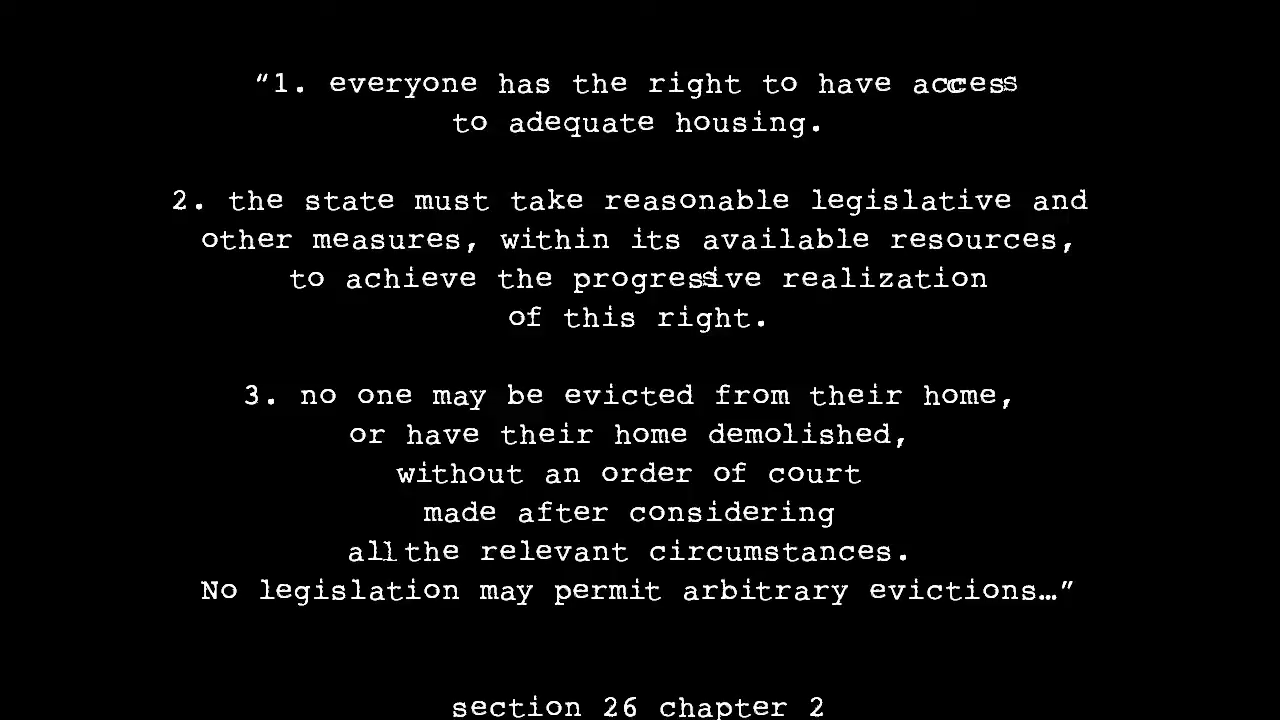 “1. everyone has the right to have access
to adequate housing.
2. the state must take reasonable legislative and
other measures, within its available resources,
to achieve the progressive realization
of this right.
3. no one may be evicted from their home,
or have their home demolished,
without an order of court
made after considering
all the relevant circumstances.
No legislation may permit arbitrary evictions…”
section 26 chapter 2